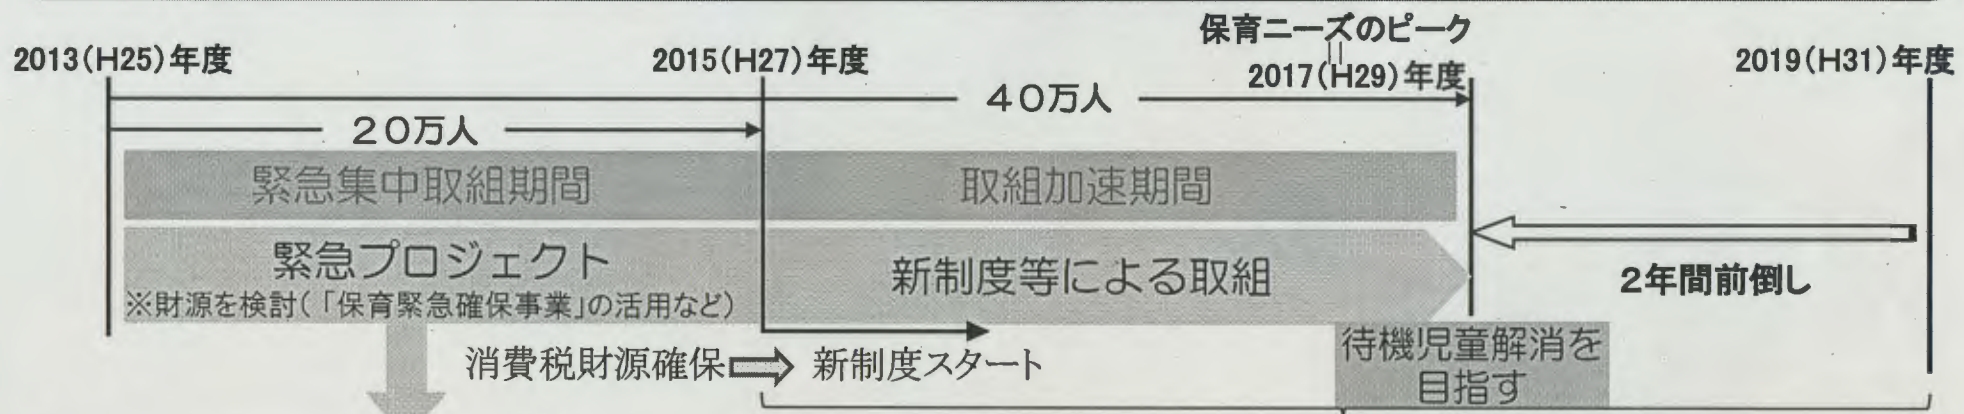 保育ニーズのピーク
||
2013(H25)年度
2015(H27)年度
2017(H29)年度
2019(H31)年度
40万人
20万人
緊急集中取組期間
取組加速期間
緊急プロジェクト
※財源を検討(「保育緊急確保事業」の活用など)
新制度等による取組
2年間前倒し
消費税財源確保
新制度スタート
待機児童解消を
目指す